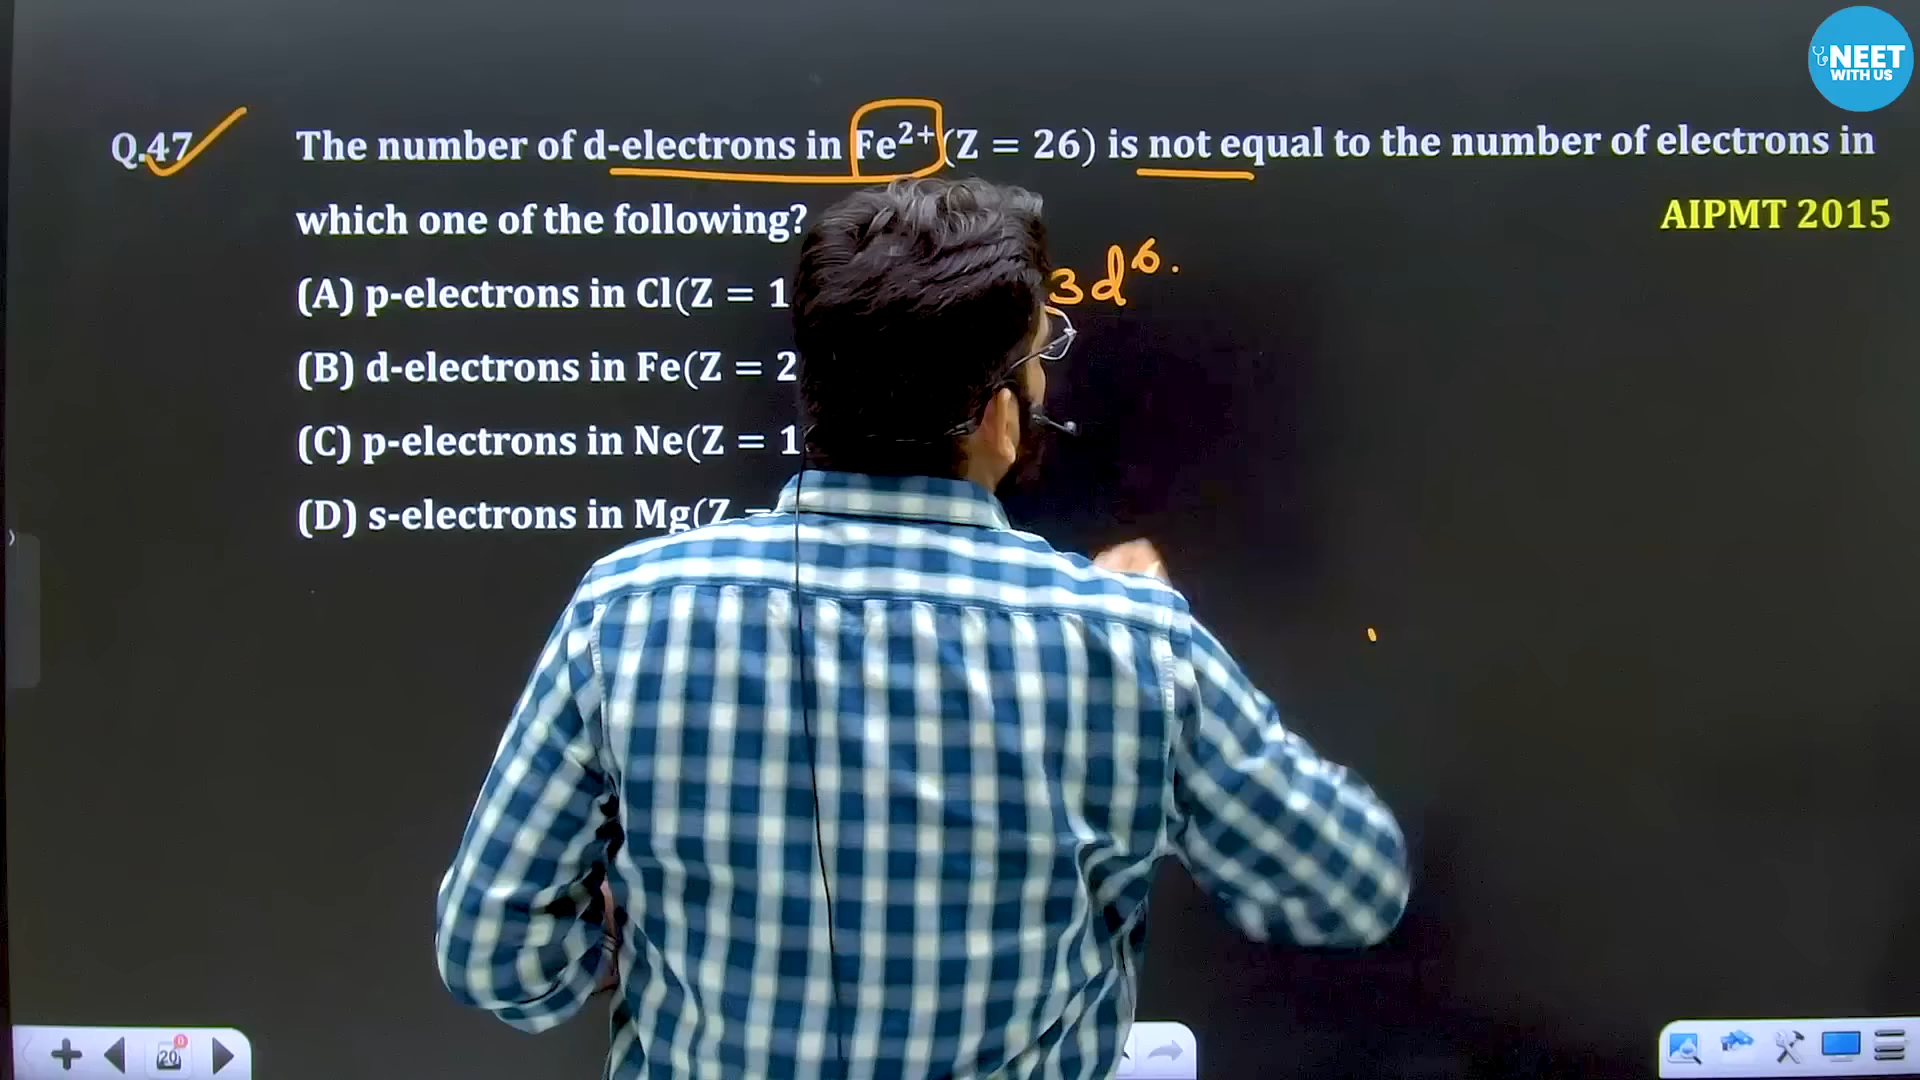 NEET
WITH US
Q.47 The number of d-electrons in Fe²⁺ (Z = 26) is not equal to the number of electrons in
which one of the following?
AIPMT 2015
3d⁶.
(A) p-electrons in Cl(Z = 1
(B) d-electrons in Fe(Z = 2
(C) p-electrons in Ne(Z = 1
(D) s-electrons in Mg(Z =
20
0